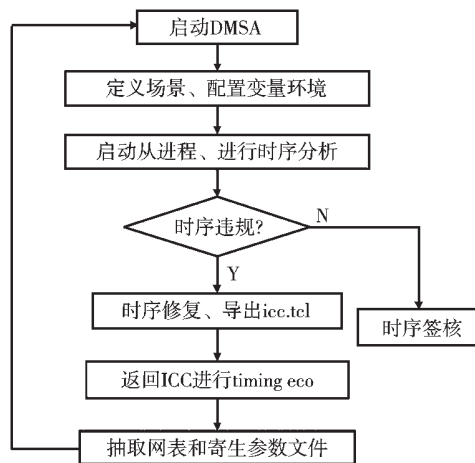 启动DMSA
定义场景、配置变量环境
启动从进程、进行时序分析
时序违规?
N
Y
时序修复、导出icc.tcl
时序签核
返回ICC进行timing eco
抽取网表和寄生参数文件